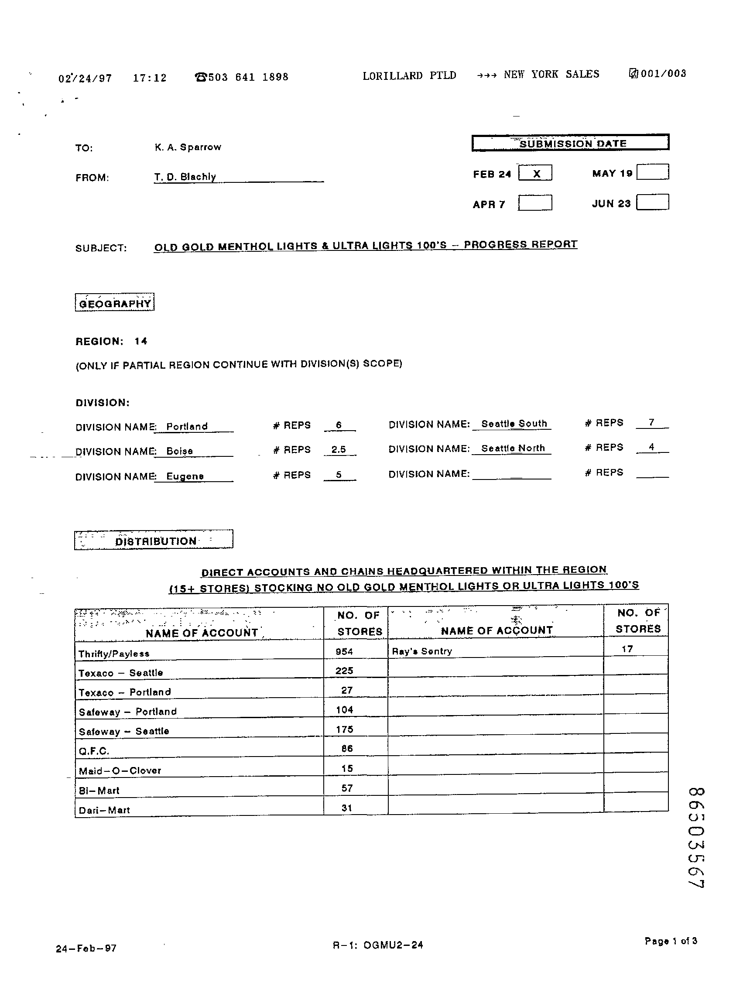 02/24/97 17:12 ☎503 641 1898 LORILLARD PTLD →→→ NEW YORK SALES 001/003
SUBMISSION DATE
TO: K. A. Sparrow
FEB 24 X MAY 19
FROM: T. D. Blachly
APR 7 JUN 23
SUBJECT: OLD GOLD MENTHOL LIGHTS & ULTRA LIGHTS 100'S – PROGRESS REPORT
GEOGRAPHY
REGION: 14
(ONLY IF PARTIAL REGION CONTINUE WITH DIVISION(S) SCOPE)
DIVISION:
DIVISION NAME: Portland # REPS 6 DIVISION NAME: Seattle South # REPS 7
DIVISION NAME: Boise # REPS 2.5 DIVISION NAME: Seattle North # REPS 4
DIVISION NAME: Eugene # REPS 5 DIVISION NAME: # REPS
DISTRIBUTION
DIRECT ACCOUNTS AND CHAINS HEADQUARTERED WITHIN THE REGION
(15+ STORES) STOCKING NO OLD GOLD MENTHOL LIGHTS OR ULTRA LIGHTS 100'S
NAME OF ACCOUNT NO. OF STORES NAME OF ACCOUNT NO. OF STORES
Thrifty/Payless 954 Ray's Sentry 17
Texaco – Seattle 225
Texaco – Portland 27
Safeway – Portland 104
Safeway – Seattle 175
Q.F.C. 66
Maid–O–Clover 15
Bi–Mart 57
Dari–Mart 31
86503567
24–Feb–97 R–1: OGMU2–24 Page 1 of 3